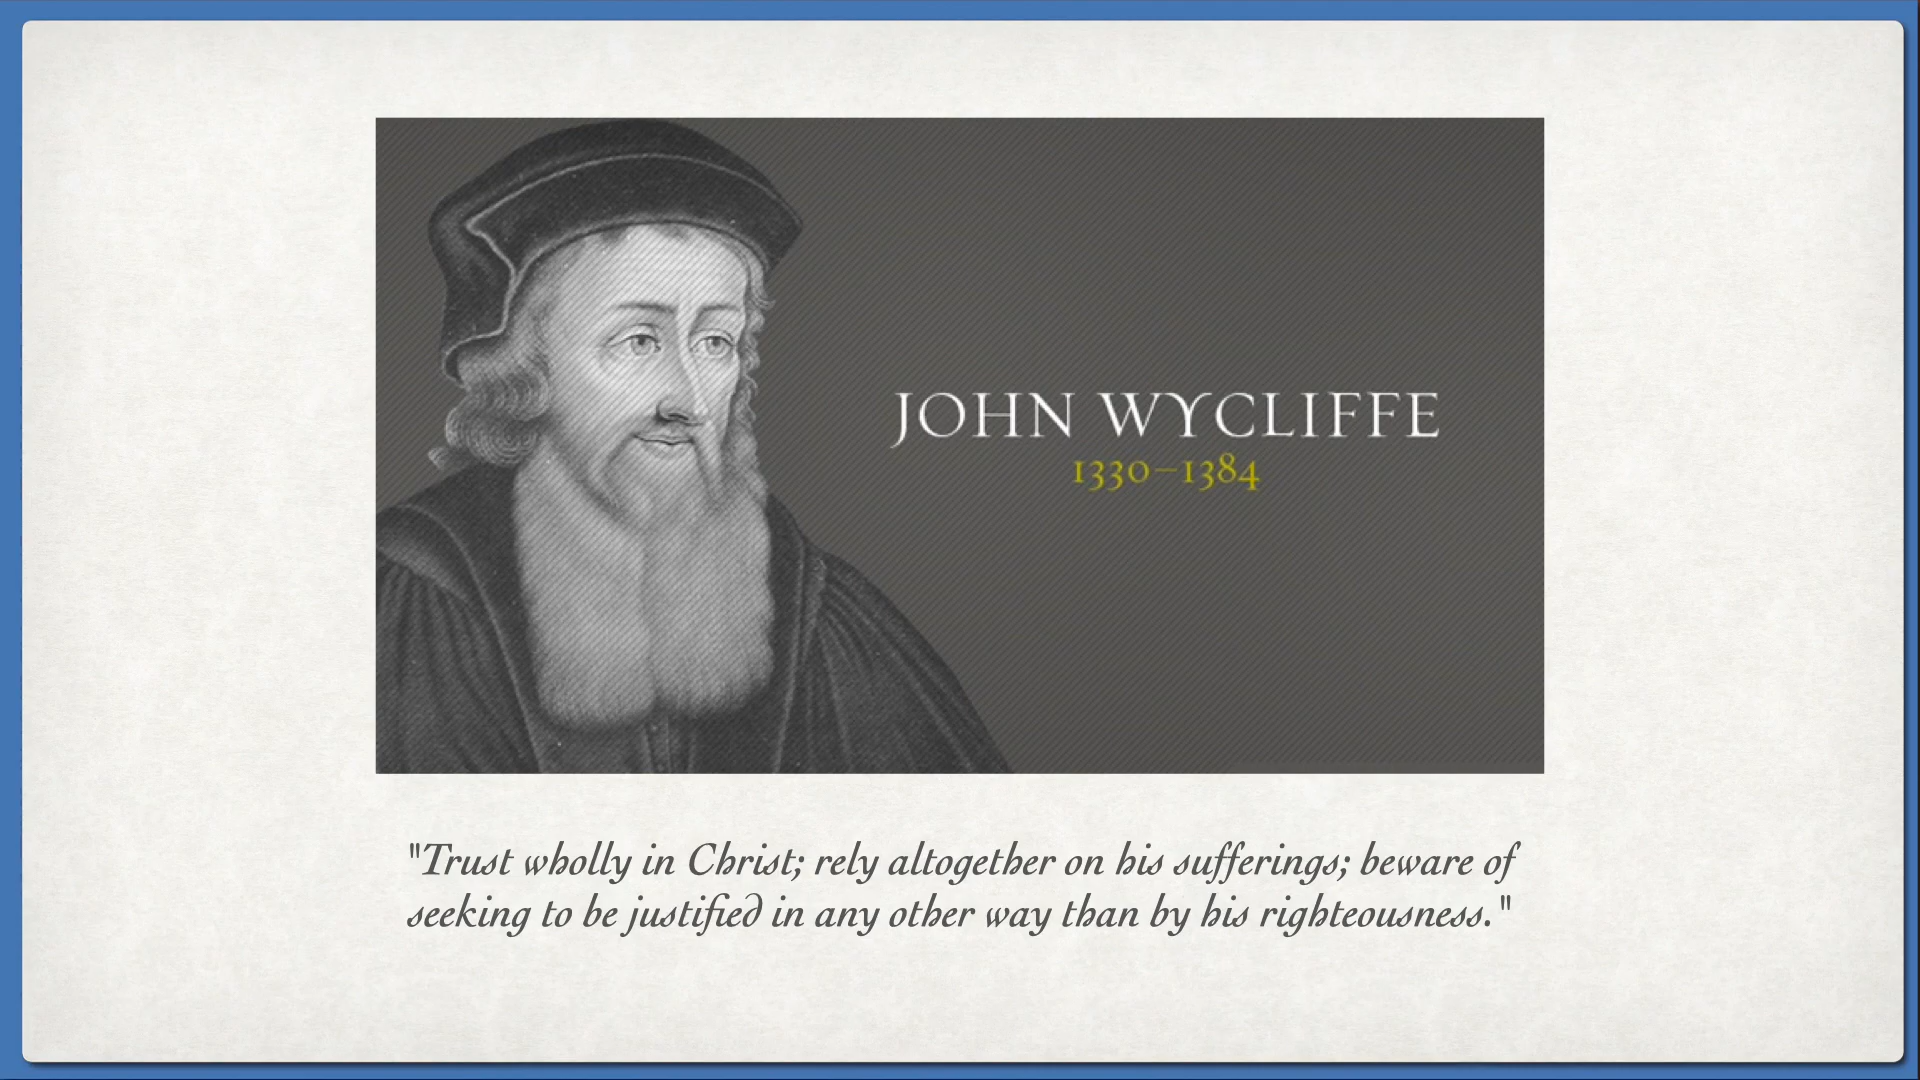 JOHN WYCLIFFE
1330–1384
"Trust wholly in Christ; rely altogether on his sufferings; beware of
seeking to be justified in any other way than by his righteousness."